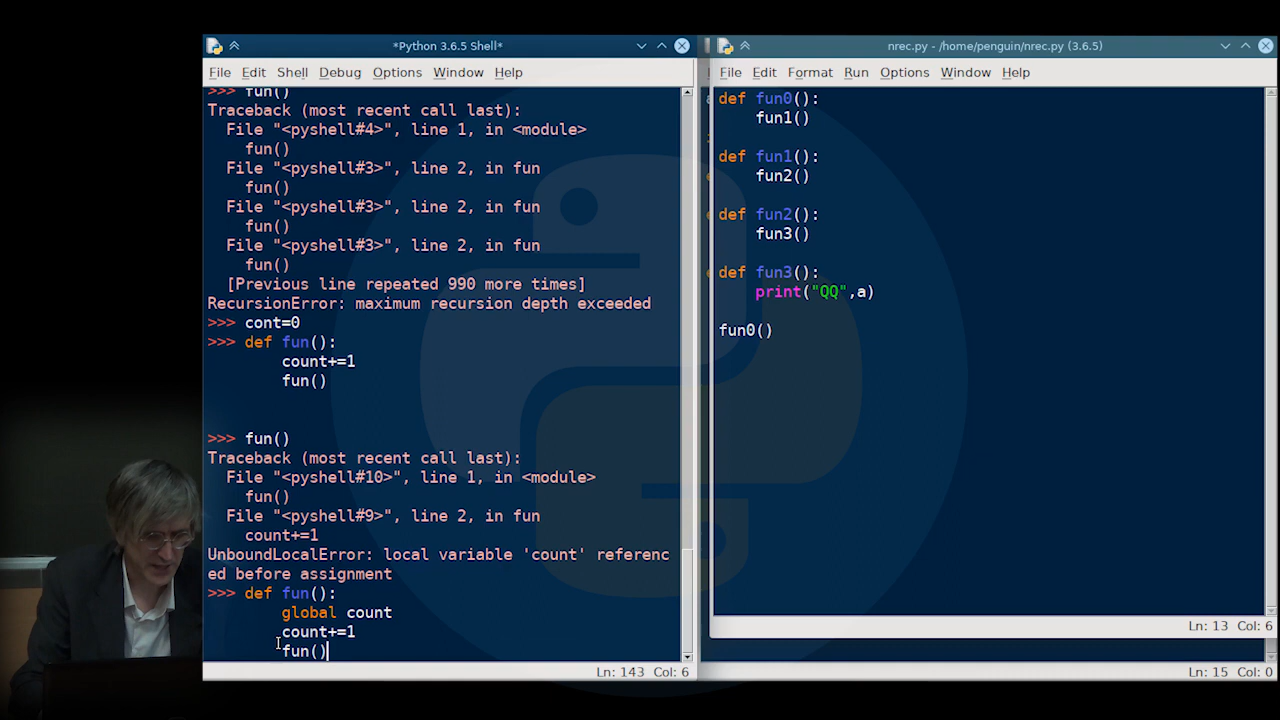 *Python 3.6.5 Shell*
File Edit Shell Debug Options Window Help
>>> fun()
Traceback (most recent call last):
  File "<pyshell#4>", line 1, in <module>
    fun()
  File "<pyshell#3>", line 2, in fun
    fun()
  File "<pyshell#3>", line 2, in fun
    fun()
  File "<pyshell#3>", line 2, in fun
    fun()
  [Previous line repeated 990 more times]
RecursionError: maximum recursion depth exceeded
>>> cont=0
>>> def fun():
        count+=1
        fun()
>>> fun()
Traceback (most recent call last):
  File "<pyshell#10>", line 1, in <module>
    fun()
  File "<pyshell#9>", line 2, in fun
    count+=1
UnboundLocalError: local variable 'count' referenc
ed before assignment
>>> def fun():
        global count
        count+=1
        fun()
Ln: 143 Col: 6
nrec.py - /home/penguin/nrec.py (3.6.5)
File Edit Format Run Options Window Help
def fun0():
    fun1()
def fun1():
    fun2()
def fun2():
    fun3()
def fun3():
    print("QQ",a)
fun0()
Ln: 13 Col: 6
Ln: 15 Col: 0